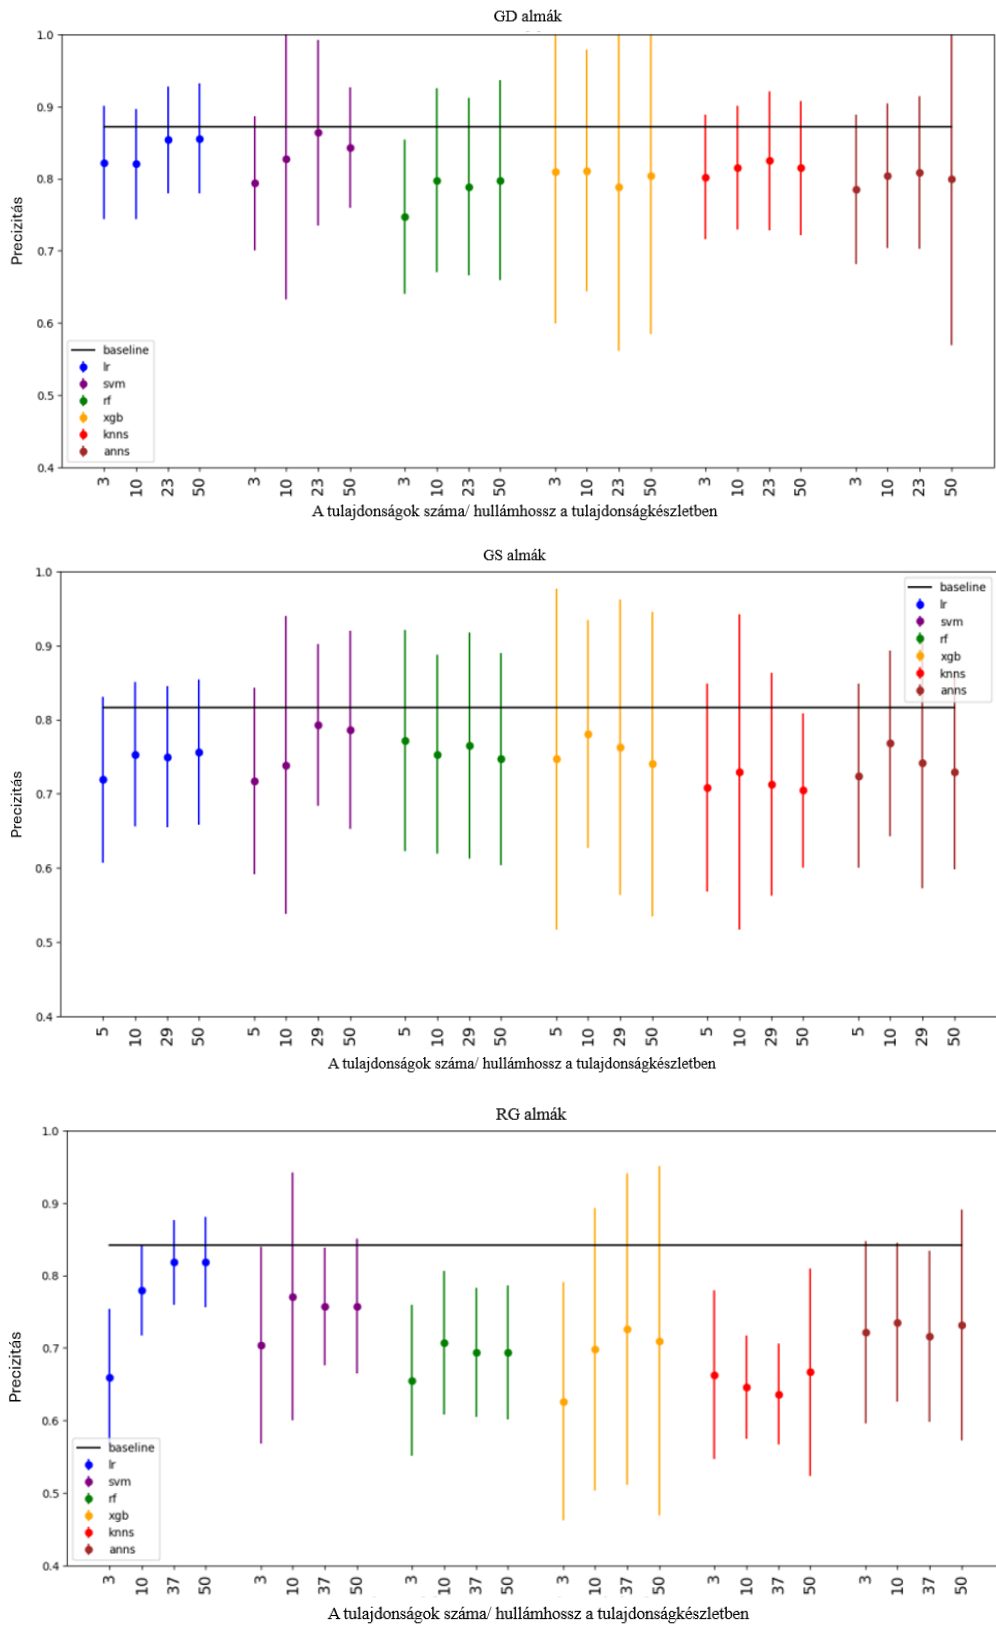 GD almák
1.0
0.9
0.8
0.7
0.6
0.5
0.4
Precizitás
baseline
lr
svm
rf
xgb
knns
anns
3 10 23 50 3 10 23 50 3 10 23 50 3 10 23 50 3 10 23 50 3 10 23 50
A tulajdonságok száma/ hullámhossz a tulajdonságkészletben
GS almák
1.0
0.9
0.8
0.7
0.6
0.5
0.4
Precizitás
baseline
lr
svm
rf
xgb
knns
anns
5 10 29 50 5 10 29 50 5 10 29 50 5 10 29 50 5 10 29 50 5 10 29 50
A tulajdonságok száma/ hullámhossz a tulajdonságkészletben
RG almák
1.0
0.9
0.8
0.7
0.6
0.5
0.4
Precizitás
baseline
lr
svm
rf
xgb
knns
anns
3 10 37 50 3 10 37 50 3 10 37 50 3 10 37 50 3 10 37 50 3 10 37 50
A tulajdonságok száma/ hullámhossz a tulajdonságkészletben